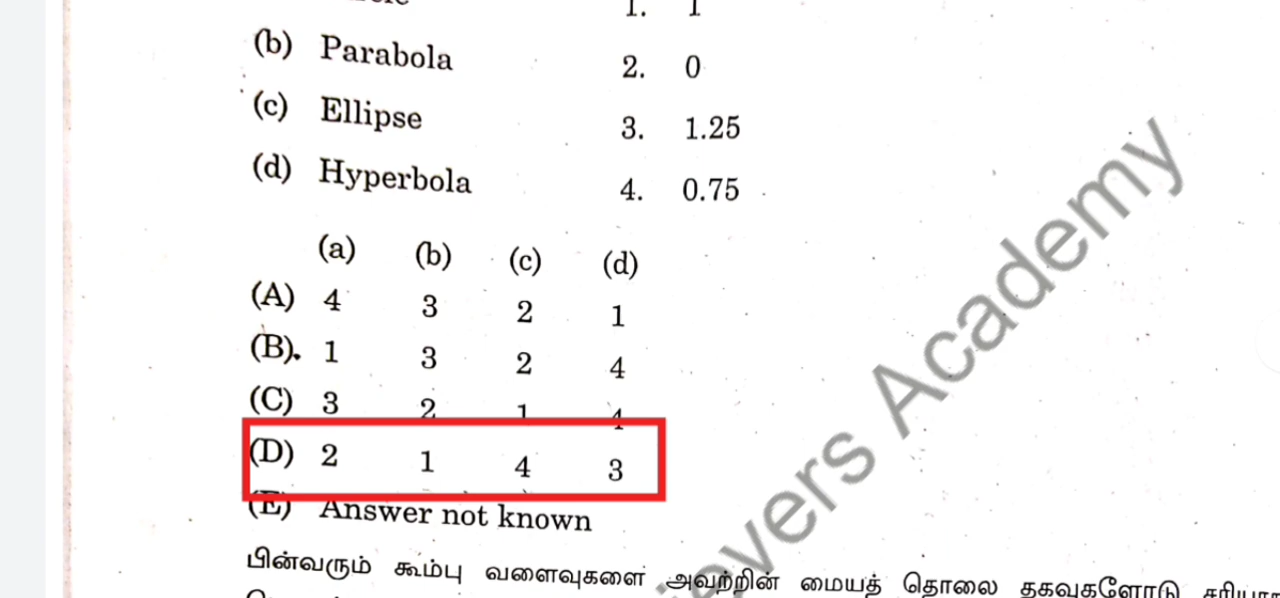 1. 1
(b) Parabola 2. 0
(c) Ellipse 3. 1.25
(d) Hyperbola 4. 0.75
(a) (b) (c) (d)
(A) 4 3 2 1
(B). 1 3 2 4
(C) 3 2 1 4
(D) 2 1 4 3
(E) Answer not known
பின்வரும் கூம்பு வளைவுகளை அவற்றின் மையத் தொலை தகவுகளோடு
evers Academy